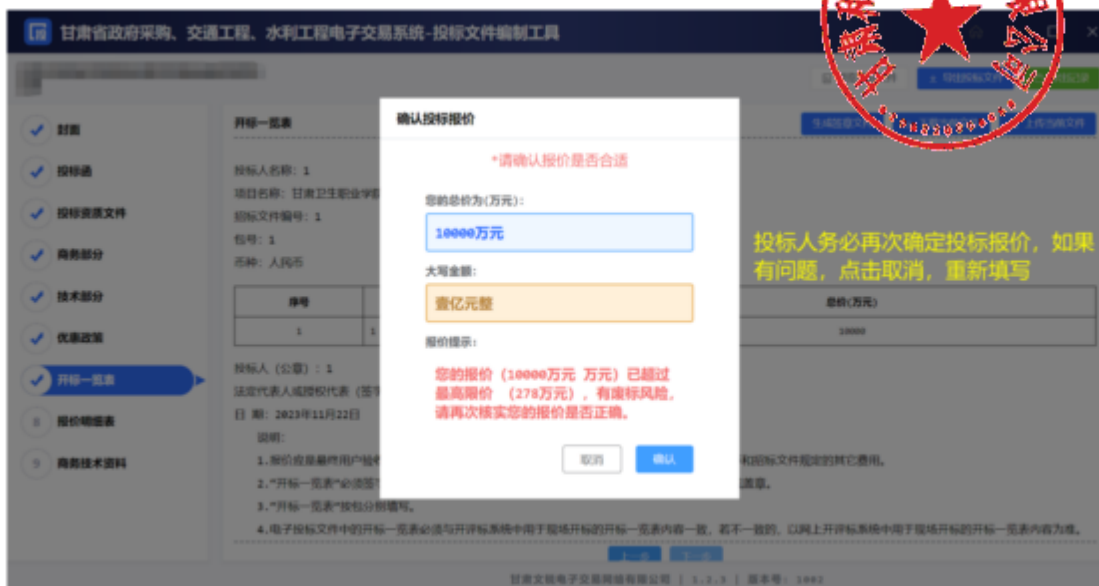 甘肃省政府采购、交通工程、水利工程电子交易系统-投标文件编制工具
封面
投标函
投标资质文件
商务部分
技术部分
优惠政策
开标一览表
8 报价明细表
9 商务技术资料
开标一览表
上传当前文件
投标人名称：1
项目名称：甘肃卫生职业学院
招标文件编号：1
包号：1
币种：人民币
序号
总价(万元)
1
1
10000
投标人（公章）：1
法定代表人或授权代表（签字
日 期：2023年11月22日
说明：
1.报价应是最终用户验收
和招标文件规定的其它费用。
2."开标一览表"必须签
盖章。
3."开标一览表"按包分别填写。
4.电子投标文件中的开标一览表必须与开评标系统中用于现场开标的开标一览表内容一致，若不一致的，以网上开评标系统中用于现场开标的开标一览表内容为准。
上一步
下一步
确认投标报价
*请确认报价是否合适
您的总价为(万元)：
10000万元
大写金额：
壹亿元整
报价提示：
您的报价（10000万元 万元）已超过
最高限价 （278万元），有废标风险，
请再次核实您的报价是否正确。
取消
确认
投标人务必再次确定投标报价，如果
有问题，点击取消，重新填写
甘肃文锐电子交易网络有限公司 | 1.2.3 | 版本号：1002